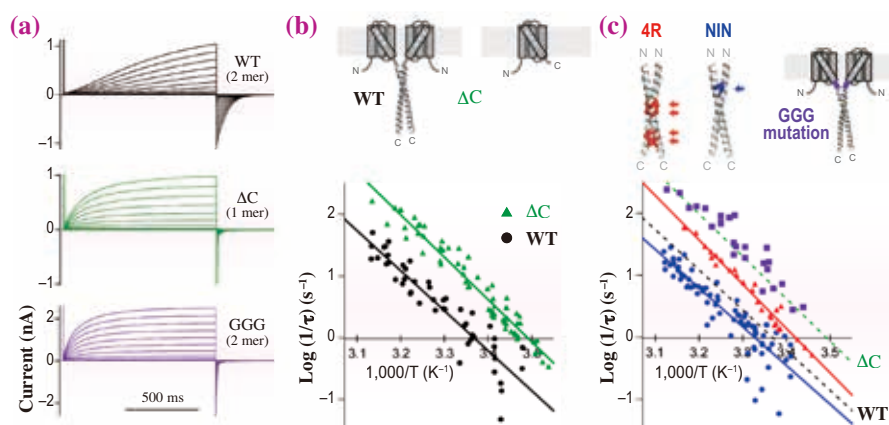 (a)
1
WT
(2 mer)
0
−1
1
ΔC
(1 mer)
0
−1
2
GGG
(2 mer)
0
−2
Current (nA)
500 ms
(b)
N
N
N
C
WT
ΔC
C
C
2
ΔC
WT
1
0
3.1
3.2
3.3
3.4
3.5
3.6
1,000/T (K⁻¹)
−1
Log (1/τ) (s⁻¹)
(c)
4R
NIN
N
N
N
N
C
C
C
C
N
N
GGG
mutation
C
C
2
1
0
3.1
3.2
3.3
3.4
3.5
ΔC
1,000/T (K⁻¹)
−1
WT
Log (1/τ) (s⁻¹)